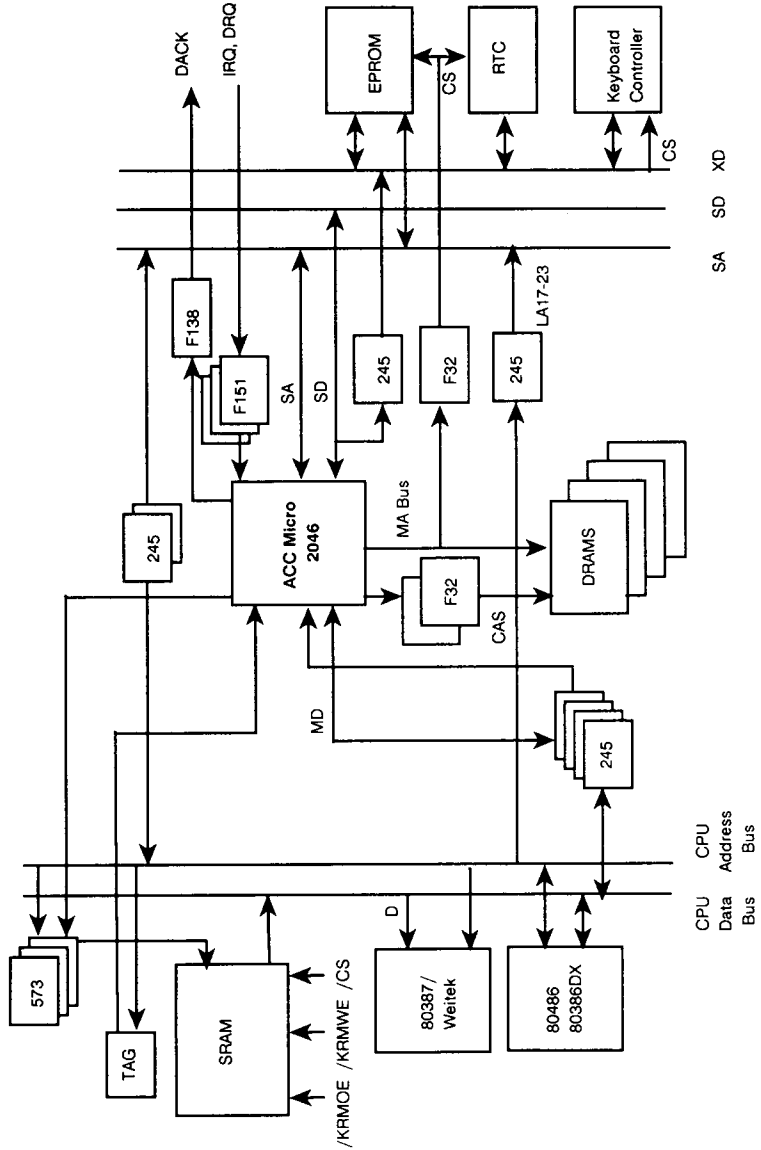 573
TAG
SRAM
/KRMOE
/KRMWE
/CS
D
80387/
Weitek
80486
80386DX
CPU
Data
Bus
CPU
Address
Bus
245
MD
245
ACC Micro
2046
F32
CAS
MA Bus
DRAMS
F138
F151
DACK
IRQ, DRQ
SA
SD
245
F32
245
LA17-23
EPROM
CS
RTC
Keyboard
Controller
CS
SA
SD
XD